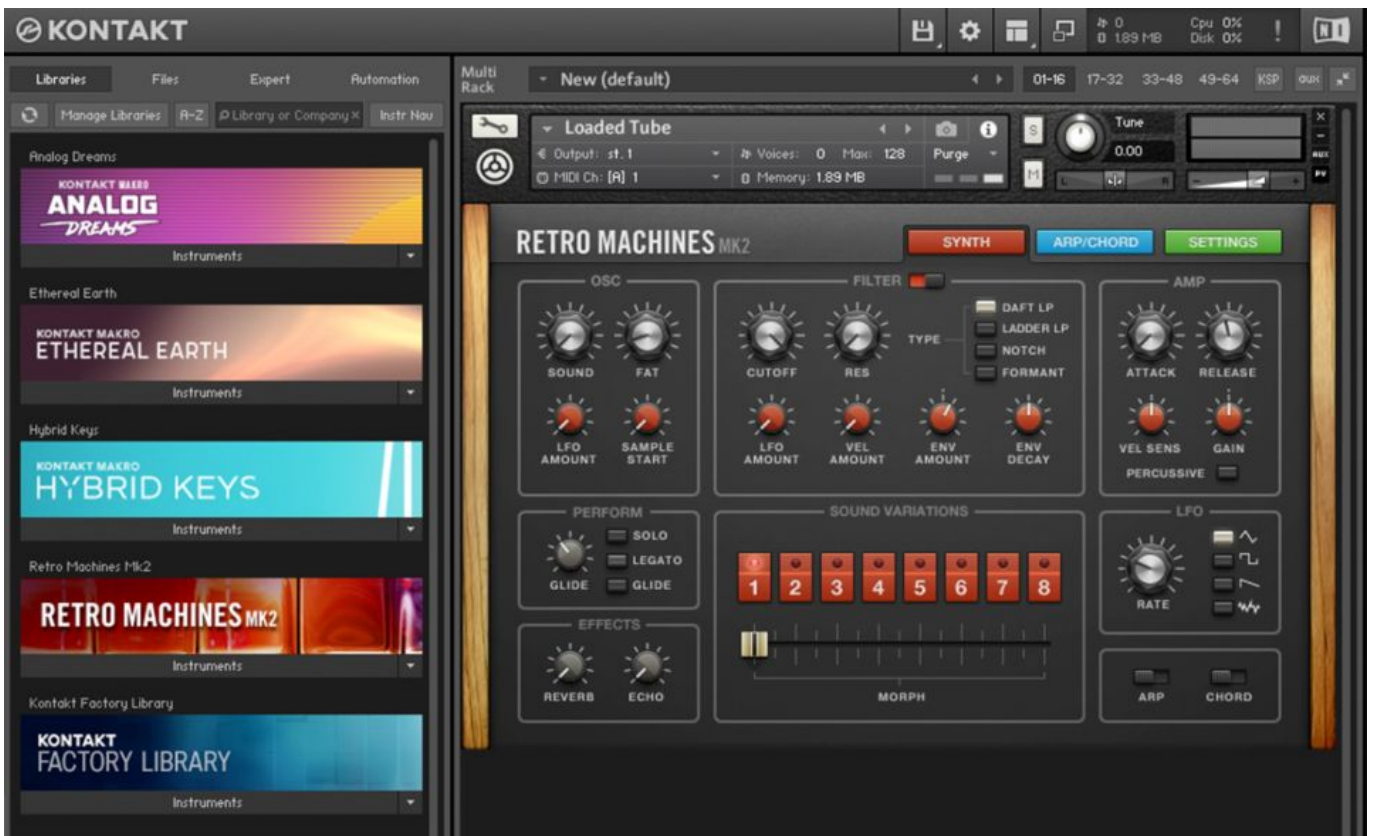 KONTAKT
0
1.89 MB
Cpu 0%
Disk 0%
!
NI
Libraries Files Expert Automation
Manage Libraries A-Z Library or Company × Instr Nav
Analog Dreams
KONTAKT MAKRO
ANALOG
DREAMS
Instruments
Ethereal Earth
KONTAKT MAKRO
ETHEREAL EARTH
Instruments
Hybrid Keys
KONTAKT MAKRO
HYBRID KEYS
Instruments
Retro Machines Mk2
RETRO MACHINES MK2
Instruments
Kontakt Factory Library
KONTAKT
FACTORY LIBRARY
Instruments
Multi
Rack
New (default)
01-16 17-32 33-48 49-64 KSP aux
Loaded Tube
Output: st.1 Voices: 0 Max: 128 Purge
MIDI Ch: [A] 1 Memory: 1.89 MB
S
M
Tune
0.00
L R
- +
×
-
AUX
PV
RETRO MACHINES MK2
SYNTH ARP/CHORD SETTINGS
OSC
SOUND FAT
LFO
AMOUNT
SAMPLE
START
FILTER
CUTOFF RES
TYPE
DAFT LP
LADDER LP
NOTCH
FORMANT
LFO
AMOUNT
VEL
AMOUNT
ENV
AMOUNT
ENV
DECAY
AMP
ATTACK RELEASE
VEL SENS GAIN
PERCUSSIVE
PERFORM
GLIDE
SOLO
LEGATO
GLIDE
EFFECTS
REVERB ECHO
SOUND VARIATIONS
1 2 3 4 5 6 7 8
MORPH
LFO
RATE
ARP CHORD